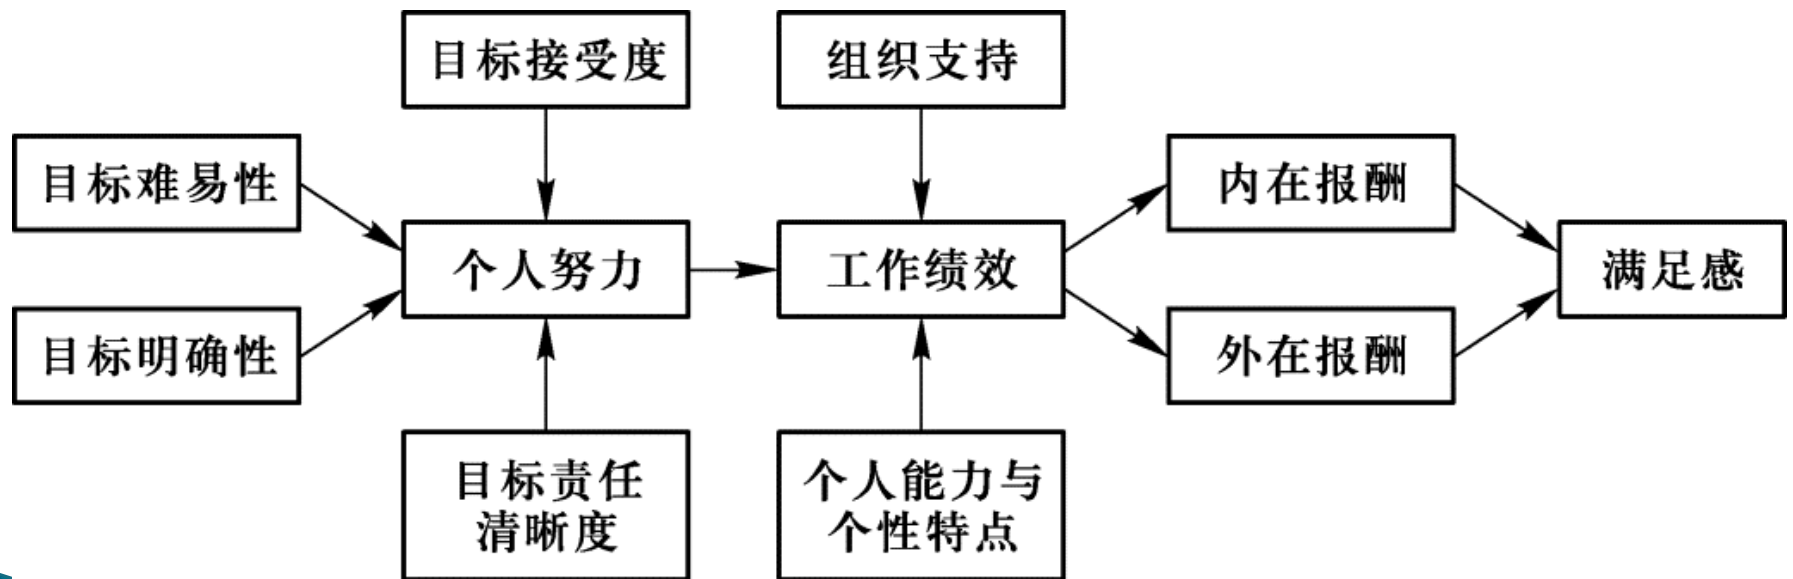 目标接受度
组织支持
目标难易性
内在报酬
个人努力
工作绩效
满足感
目标明确性
外在报酬
目标责任
清晰度
个人能力与
个性特点